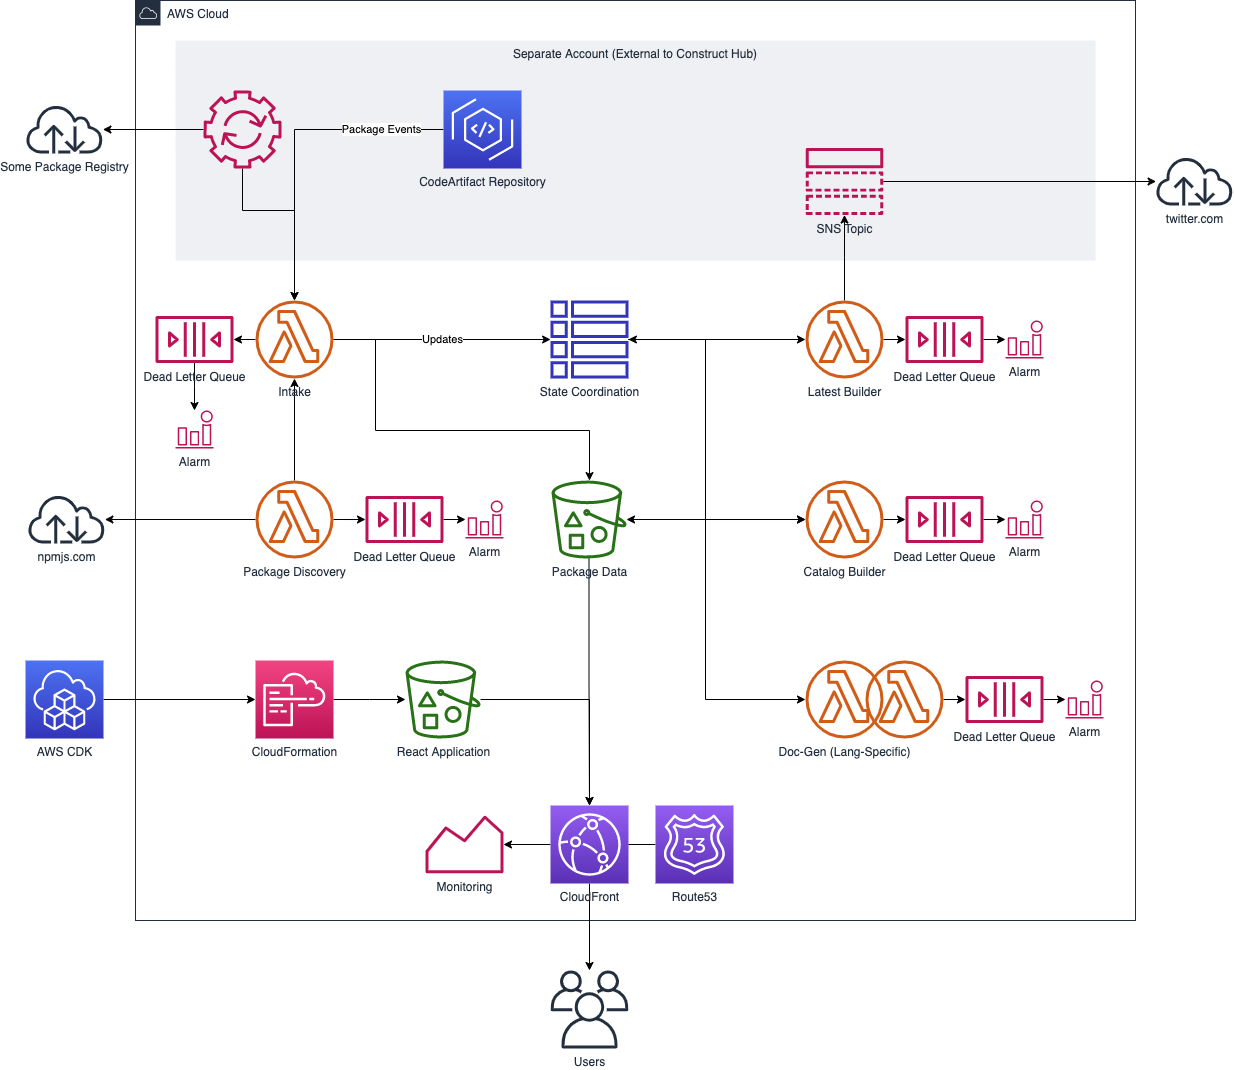 AWS Cloud
Separate Account (External to Construct Hub)
Package Events
Some Package Registry
CodeArtifact Repository
twitter.com
SNS Topic
Updates
Dead Letter Queue
Intake
State Coordination
Latest Builder
Dead Letter Queue
Alarm
Alarm
npmjs.com
Package Discovery
Dead Letter Queue
Alarm
Package Data
Catalog Builder
Dead Letter Queue
Alarm
AWS CDK
CloudFormation
React Application
Doc-Gen (Lang-Specific)
Dead Letter Queue
Alarm
53
Monitoring
CloudFront
Route53
Users